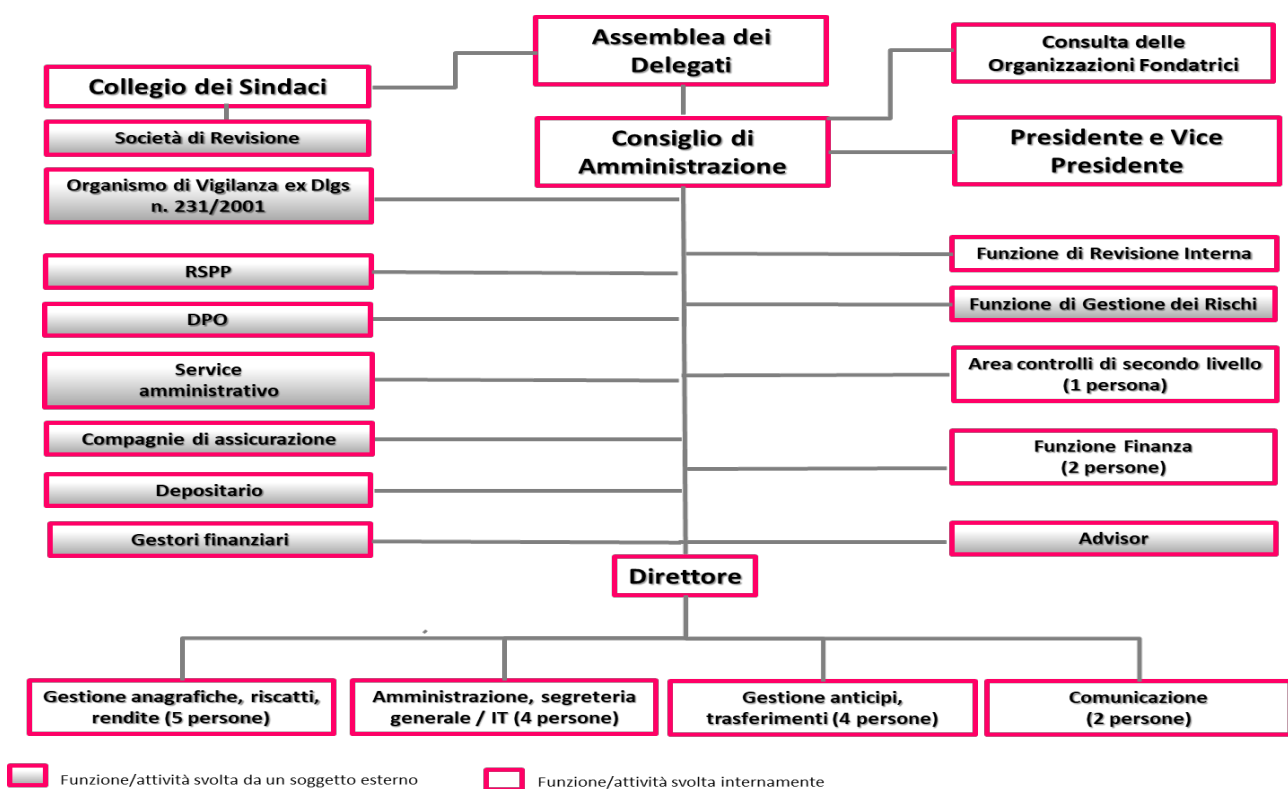 Assemblea dei
Delegati
Consulta delle
Organizzazioni Fondatrici
Collegio dei Sindaci
Società di Revisione
Consiglio di
Amministrazione
Presidente e Vice
Presidente
Organismo di Vigilanza ex Dlgs
n. 231/2001
Funzione di Revisione Interna
RSPP
Funzione di Gestione dei Rischi
DPO
Service
amministrativo
Area controlli di secondo livello
(1 persona)
Compagnie di assicurazione
Funzione Finanza
(2 persone)
Depositario
Gestori finanziari
Advisor
Direttore
Gestione anagrafiche, riscatti,
rendite (5 persone)
Amministrazione, segreteria
generale / IT (4 persone)
Gestione anticipi,
trasferimenti (4 persone)
Comunicazione
(2 persone)
Funzione/attività svolta da un soggetto esterno
Funzione/attività svolta internamente